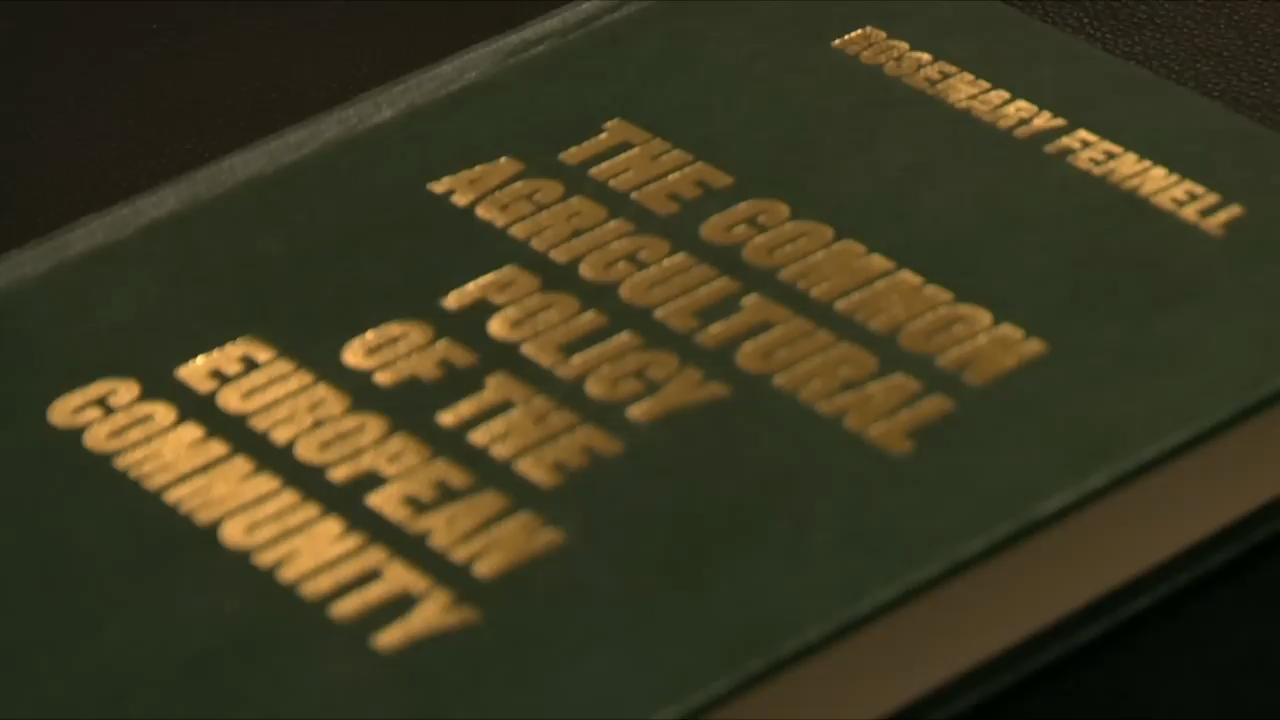 ROSEMARY FENNELL
THE COMMON
AGRICULTURAL
POLICY
OF THE
EUROPEAN
COMMUNITY